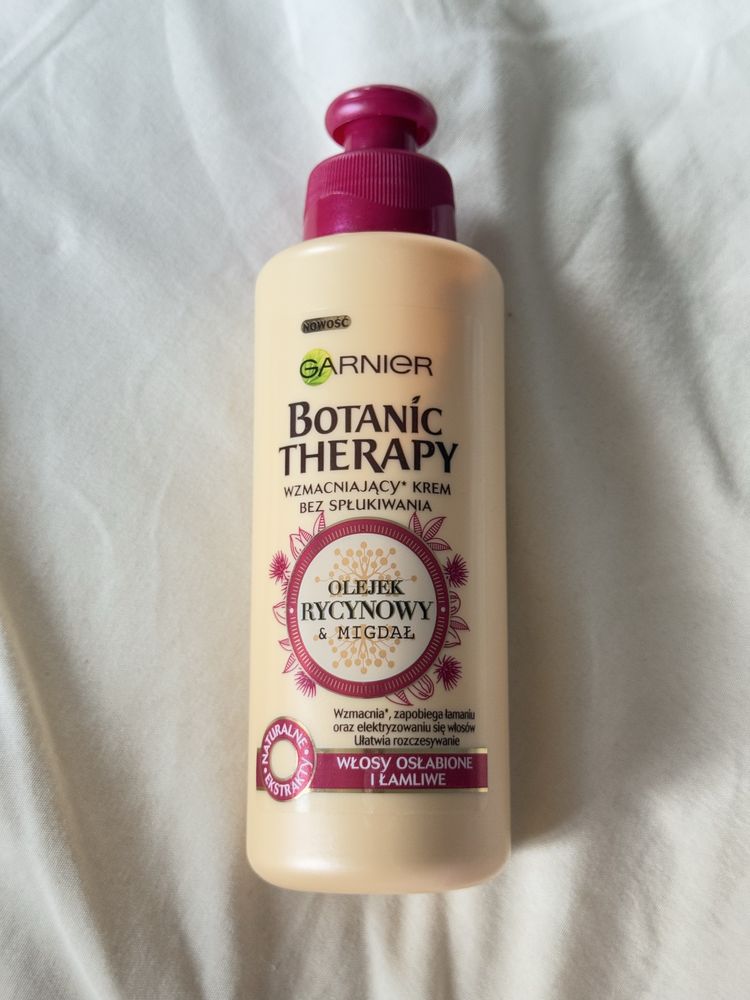 NOWOŚĆ
GARNIER
BOTANIC
THERAPY
WZMACNIAJĄCY* KREM
BEZ SPŁUKIWANIA
OLEJEK
RYCYNOWY
& MIGDAŁ
Wzmacnia*, zapobiega łamaniu
oraz elektryzowaniu się włosów
Ułatwia rozczesywanie
NATURALNE
EKSTRAKTY
WŁOSY OSŁABIONE
I ŁAMLIWE